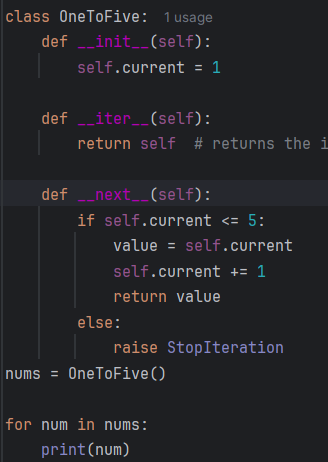 class OneToFive: 1 usage
    def __init__(self):
        self.current = 1

    def __iter__(self):
        return self  # returns the i

    def __next__(self):
        if self.current <= 5:
            value = self.current
            self.current += 1
            return value
        else:
            raise StopIteration
nums = OneToFive()

for num in nums:
    print(num)